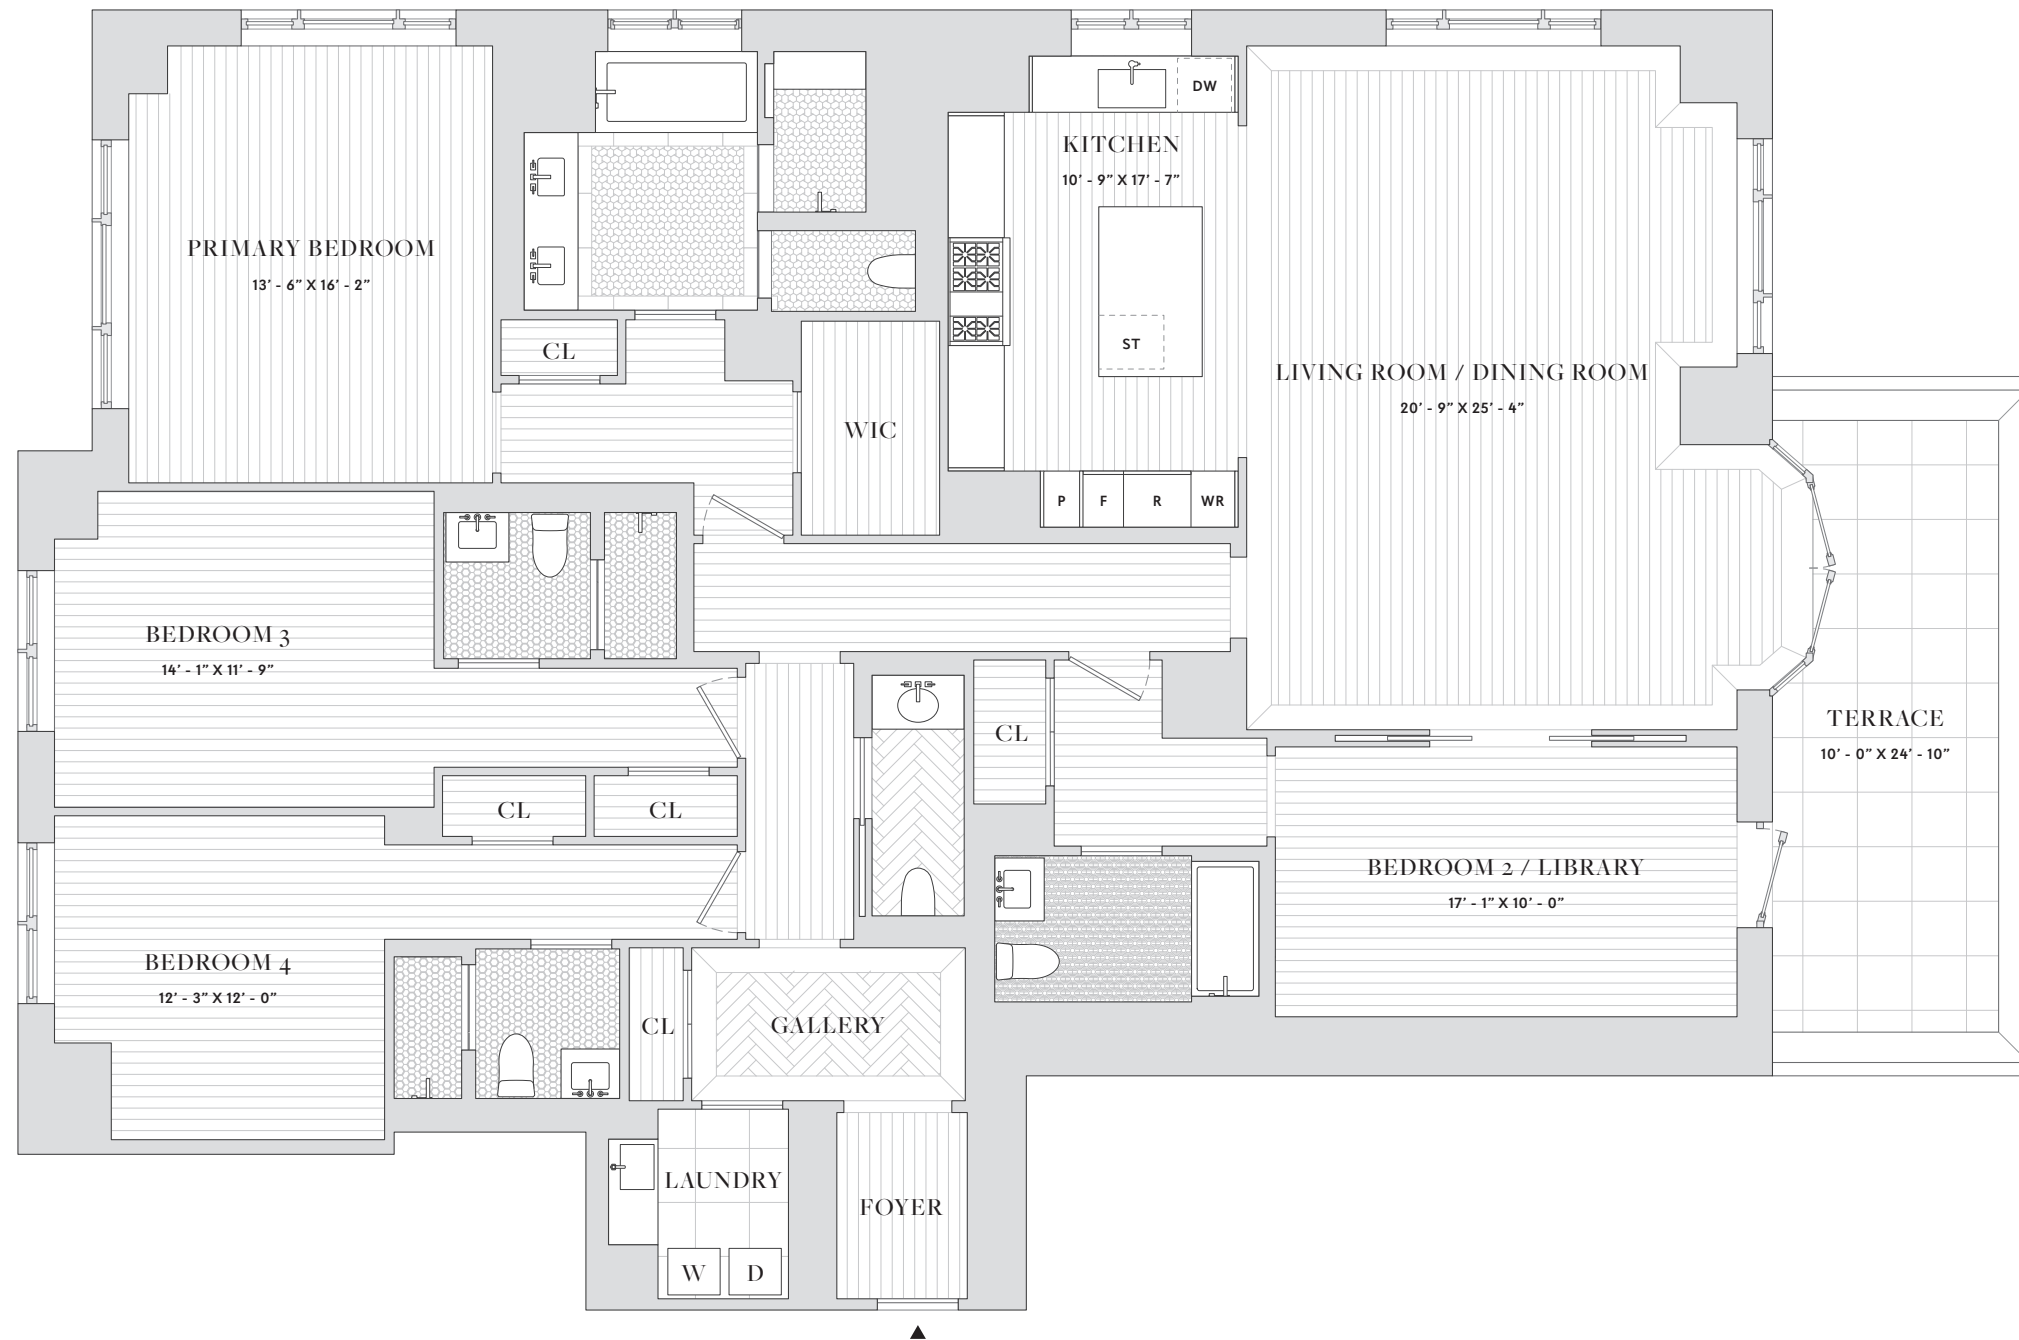 DW
KITCHEN
10' - 9" X 17' - 7"
PRIMARY BEDROOM
13' - 6" X 16' - 2"
CL
ST
LIVING ROOM / DINING ROOM
20' - 9" X 25' - 4"
WIC
P
F
R
WR
BEDROOM 3
14' - 1" X 11' - 9"
TERRACE
10' - 0" X 24' - 10"
CL
CL
CL
BEDROOM 2 / LIBRARY
17' - 1" X 10' - 0"
BEDROOM 4
12' - 3" X 12' - 0"
CL
GALLERY
LAUNDRY
FOYER
W
D